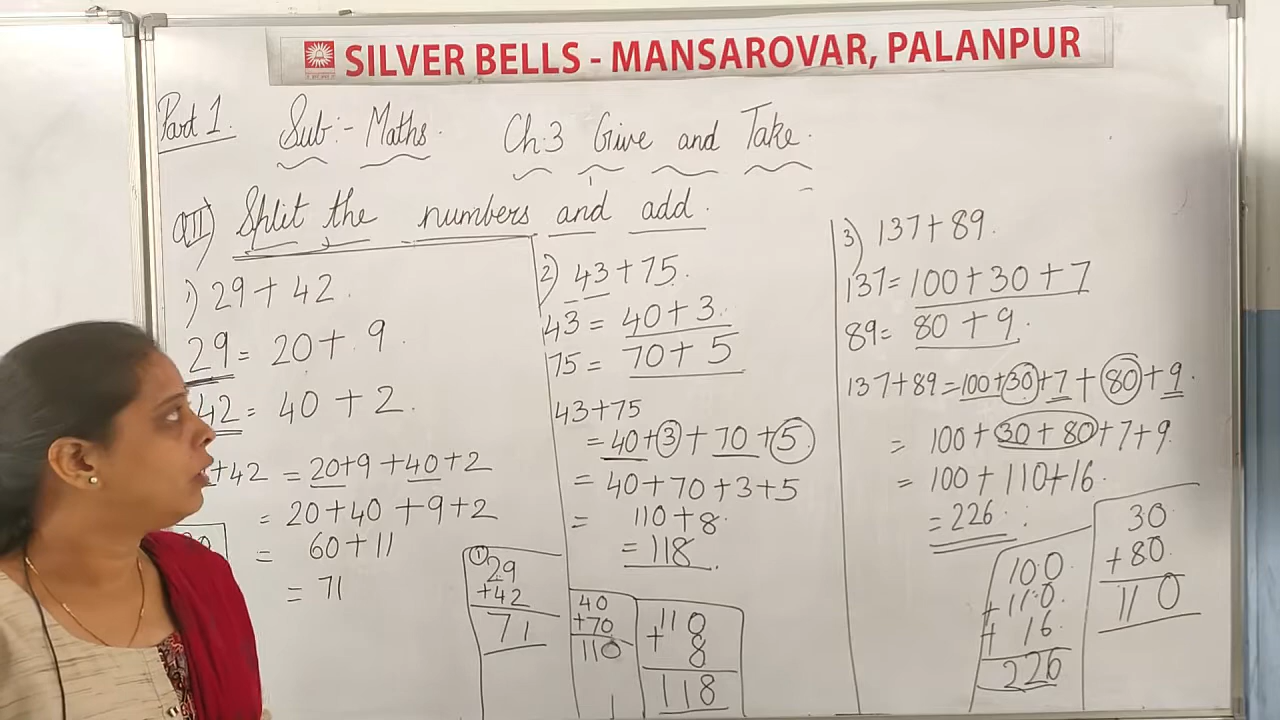 SILVER BELLS - MANSAROVAR, PALANPUR
Part 1.
Sub:- Maths. Ch.3 Give and Take.
QII) Split the numbers and add.
1) 29 + 42.
29 = 20 + 9.
42 = 40 + 2.
+42 = 20+9 +40+2
= 20+40 +9+2
= 60+11
= 71
① 29
+42
71
2) 43 + 75.
43 = 40 + 3.
75 = 70 + 5
43+75
= 40+3 + 70 +5
= 40+70 +3+5
= 110+8.
= 118.
40
+70
110
110
+ 8
118
3) 137 + 89.
137 = 100 + 30 + 7
89 = 80 + 9.
137+89 = 100+30+7 + 80 + 9.
= 100 + 30 + 80 + 7 + 9.
= 100 + 110 + 16.
= 226.
100
+ 110.
+ 16.
226
30
+ 80.
110